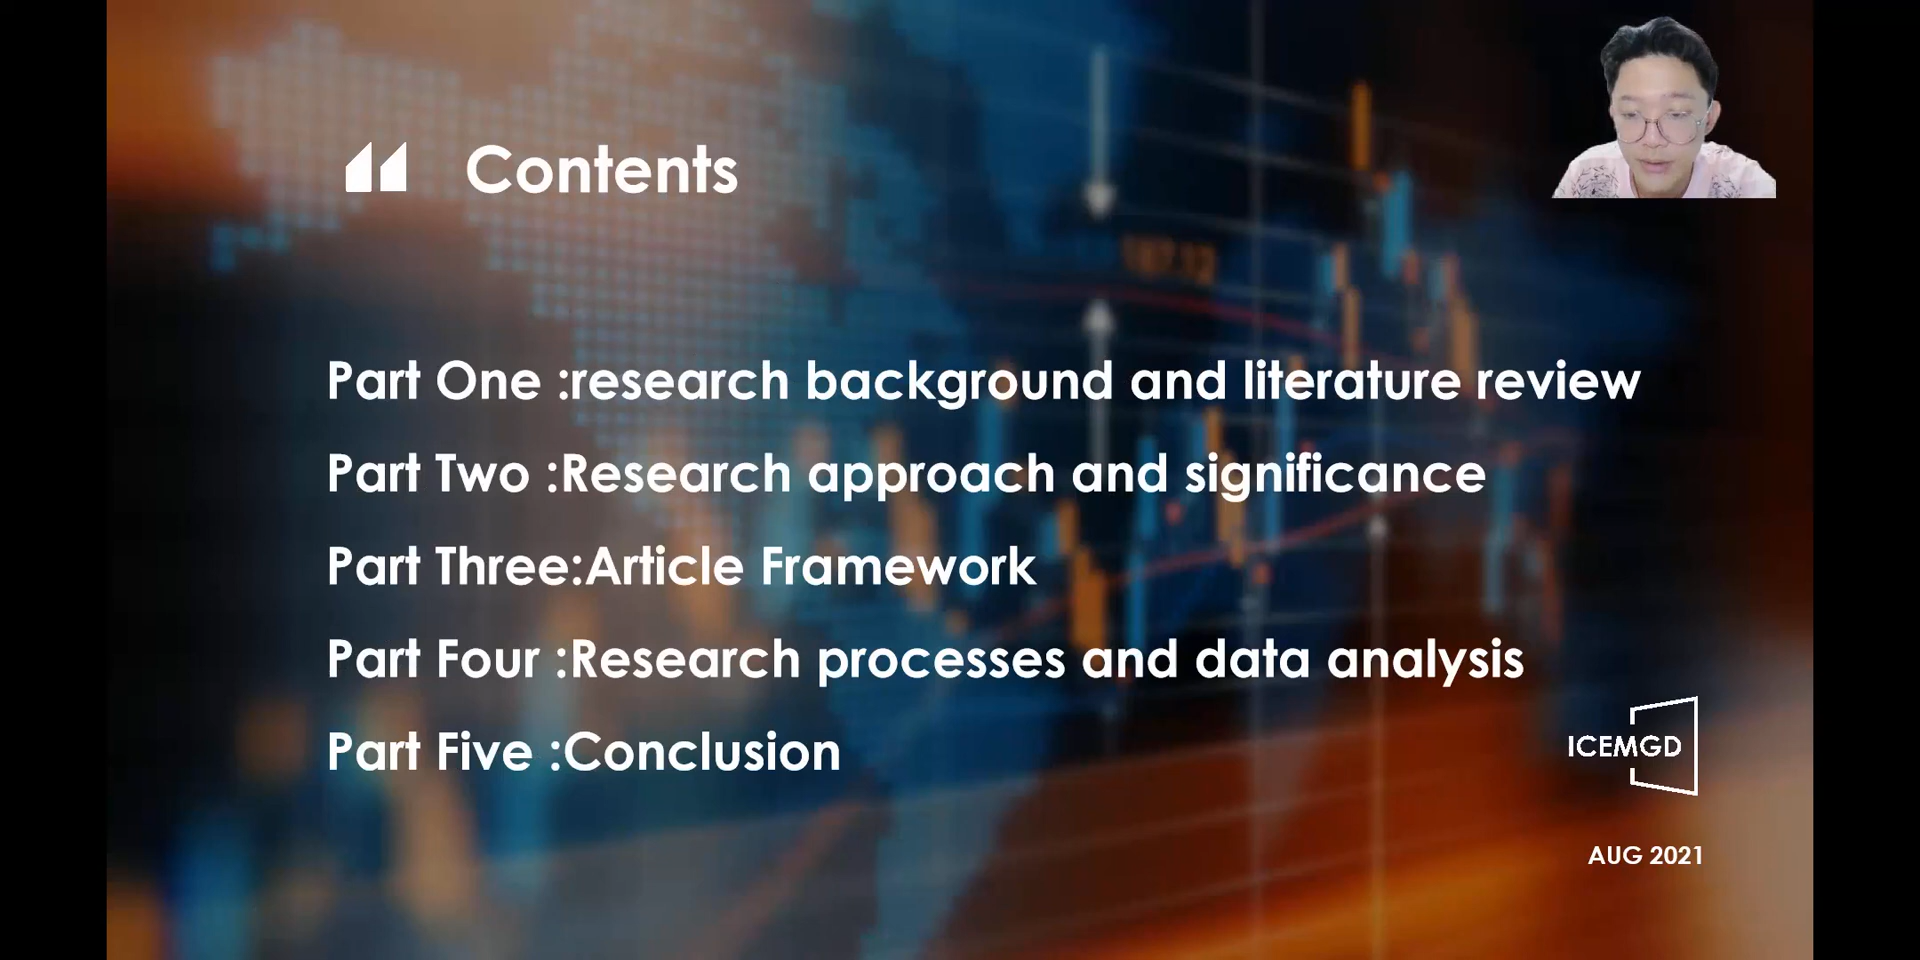 Contents
Part One :research background and literature review
Part Two :Research approach and significance
Part Three:Article Framework
Part Four :Research processes and data analysis
Part Five :Conclusion
ICEMGD
AUG 2021